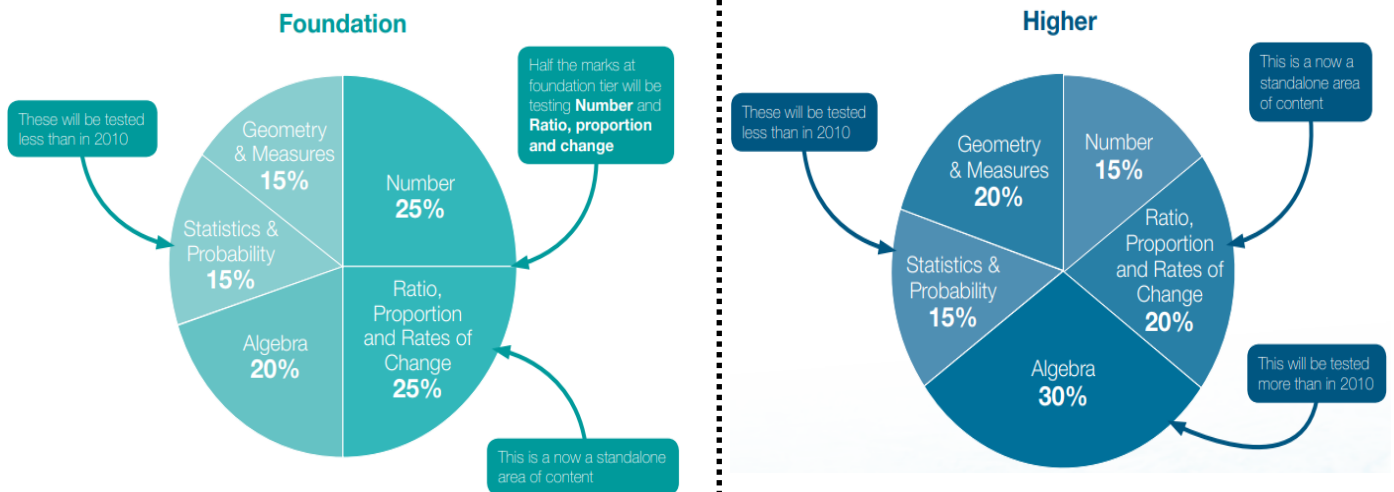 Foundation
Half the marks at
foundation tier will be
testing Number and
Ratio, proportion
and change
These will be tested
less than in 2010
Geometry
& Measures
15%
Number
25%
Statistics &
Probability
15%
Ratio,
Proportion
and Rates of
Change
25%
Algebra
20%
This is a now a standalone
area of content
Higher
This is a now a
standalone area
of content
These will be tested
less than in 2010
Geometry
& Measures
20%
Number
15%
Ratio,
Proportion
and Rates of
Change
20%
Statistics &
Probability
15%
Algebra
30%
This will be tested
more than in 2010